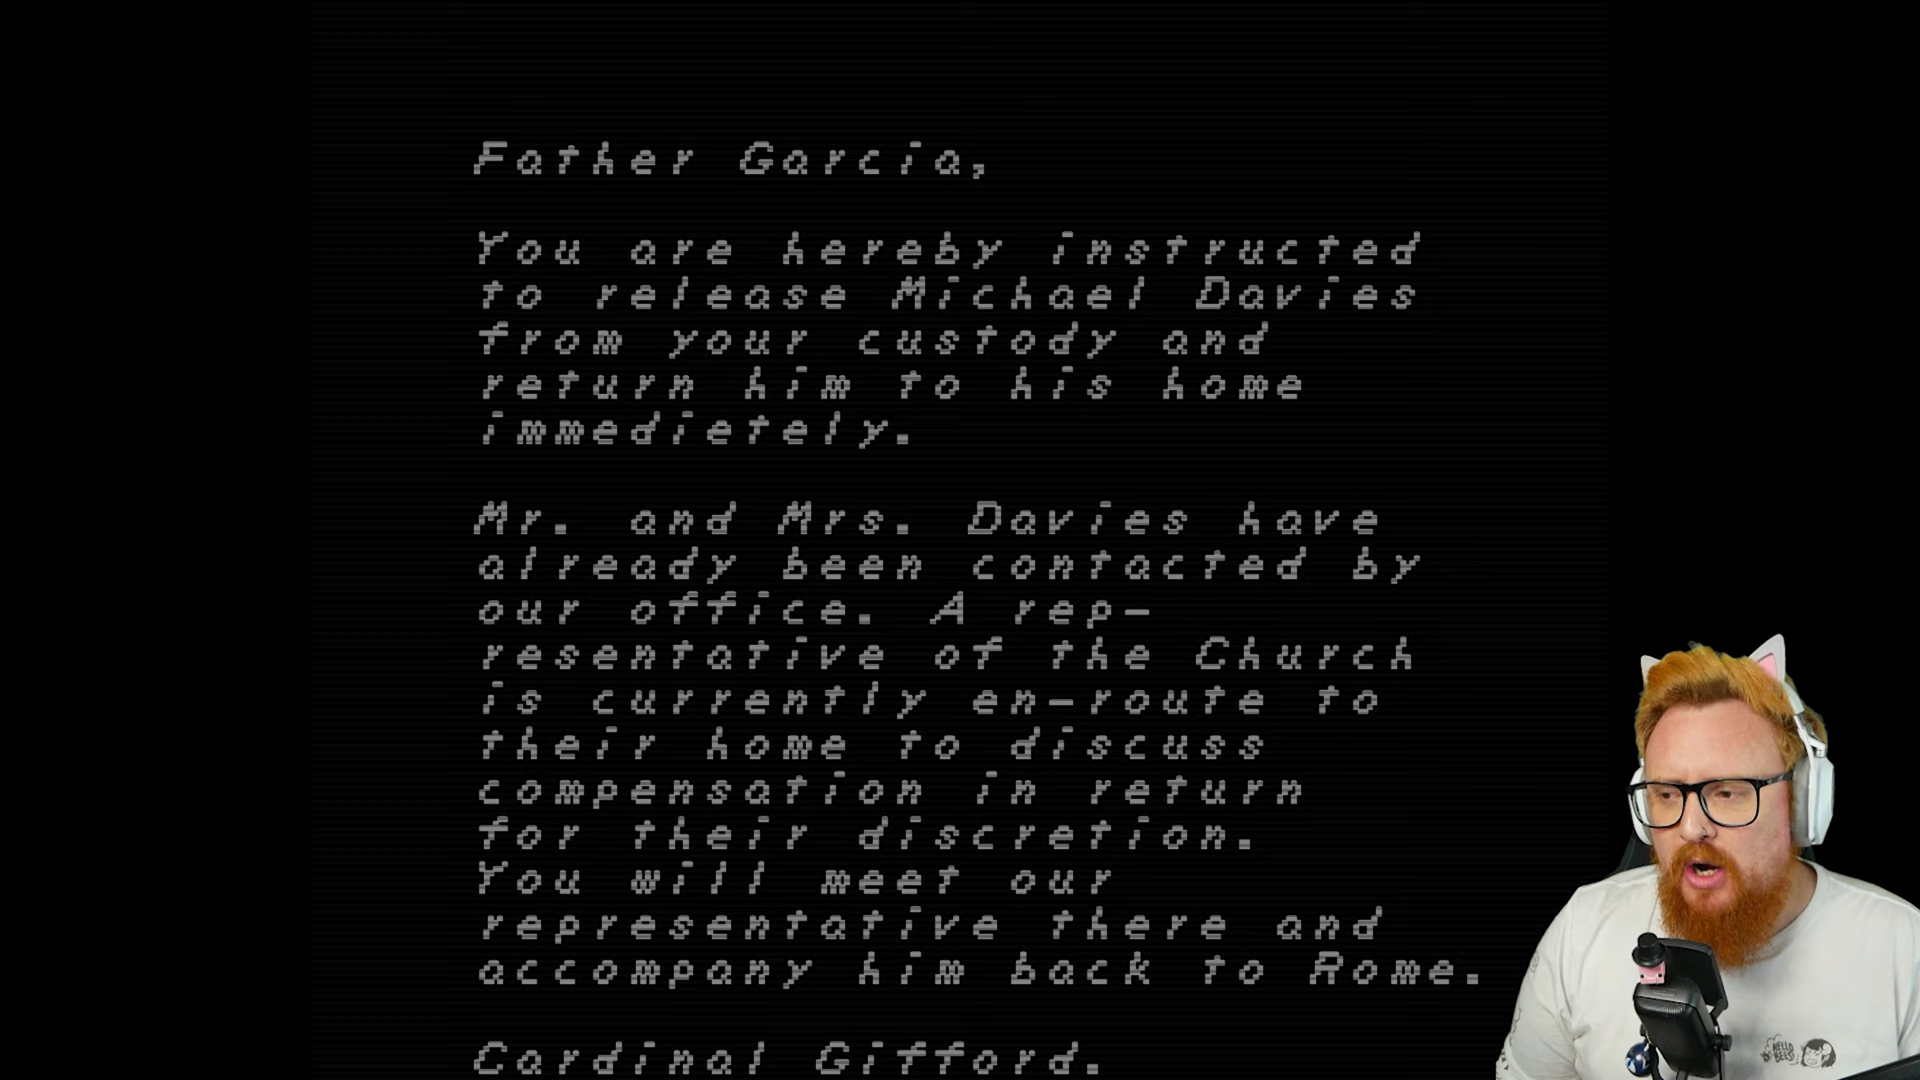 Father Garcia,
You are hereby instructed
to release Michael Davies
from your custody and
return him to his home
immedietely.
Mr. and Mrs. Davies have
already been contacted by
our office. A rep-
resentative of the Church
is currently en-route to
their home to discuss
compensation in return
for their discretion.
You will meet our
representative there and
accompany him back to Rome.
Cardinal Gifford.
HELLO
BEES!